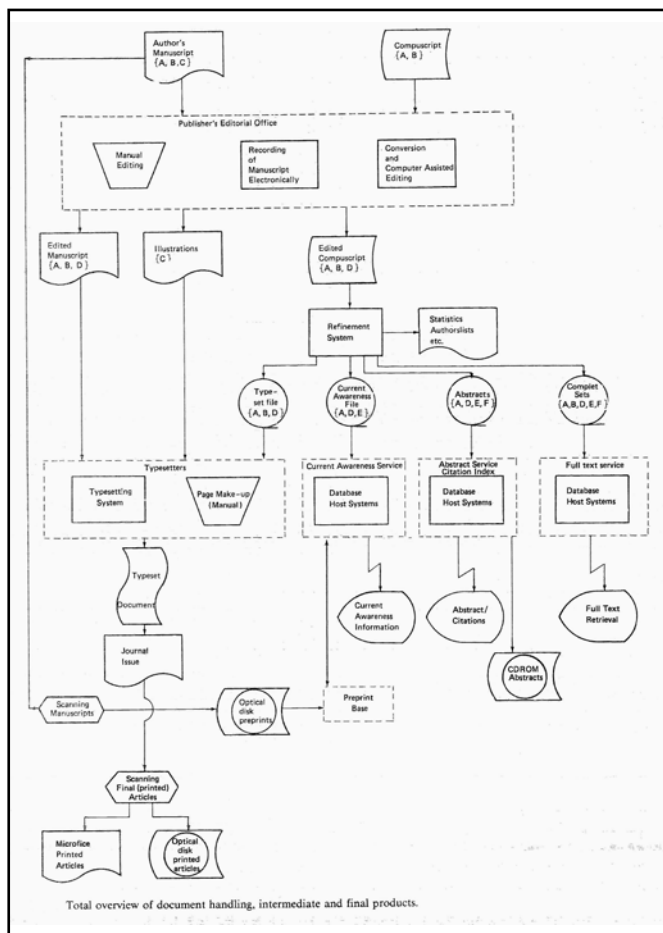 Author's
Manuscript
{A, B,C}
Compuscript
{A, B}
Publisher's Editorial Office
Manual
Editing
Recording
of
Manuscript
Electronically
Conversion
and
Computer Assisted
Editing
Edited
Manuscript
{A, B, D}
Illustrations
{C}
Edited
Compuscript
{A, B, D}
Refinement
System
Statistics
Authorslists
etc.
Type-
set file
{A, B, D}
Current
Awareness
File
{A,D,E}
Abstracts
{A, D, E, F}
Complet
Sets
{A,B,D,E,F}
Typesetters
Typesetting
System
Page Make-up
(Manual)
Current Awareness Service
Database
Host Systems
Abstract Service
Citation Index
Database
Host Systems
Full text service
Database
Host Systems
Typeset
Document
Current
Awareness
Information
Abstract/
Citations
Full Text
Retrieval
Journal
Issue
CDROM
Abstracts
Scanning
Manuscripts
Optical
disk
preprints
Preprint
Base
Scanning
Final (printed)
Articles
Microfice
Printed
Articles
Optical
disk
printed
articles
Total overview of document handling, intermediate and final products.